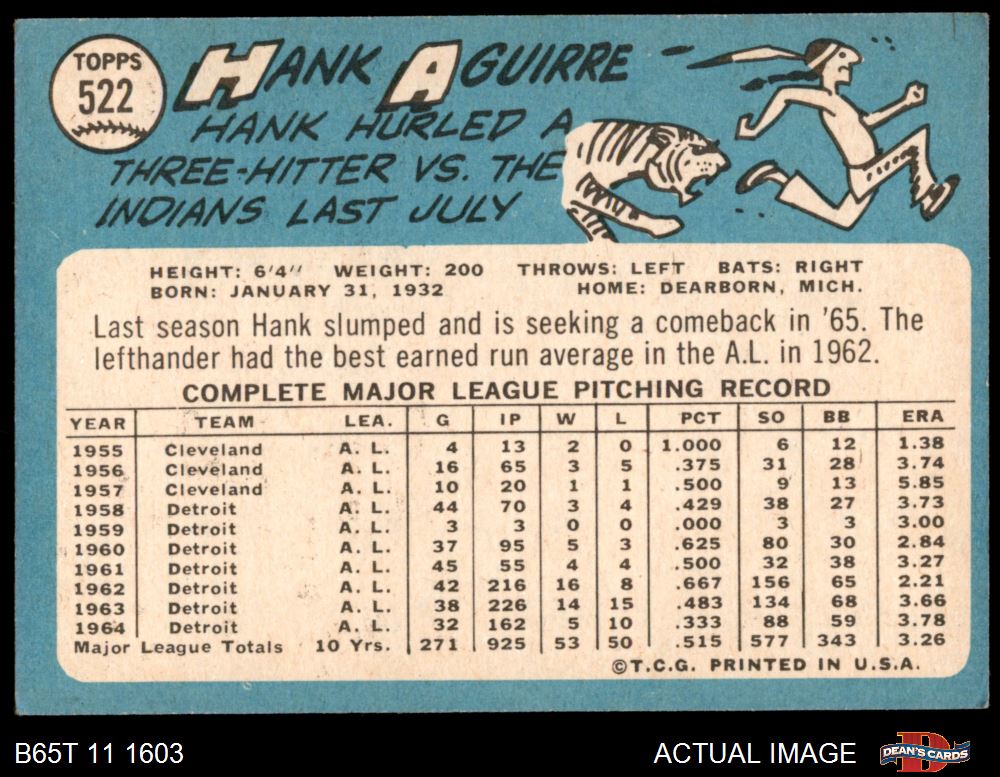 TOPPS
522
HANK AGUIRRE
HANK HURLED A
THREE-HITTER VS. THE
INDIANS LAST JULY
HEIGHT: 6'4" WEIGHT: 200 THROWS: LEFT BATS: RIGHT
BORN: JANUARY 31, 1932 HOME: DEARBORN, MICH.
Last season Hank slumped and is seeking a comeback in '65. The
lefthander had the best earned run average in the A.L. in 1962.
COMPLETE MAJOR LEAGUE PITCHING RECORD
YEAR TEAM LEA. G IP W L PCT SO BB ERA
1955 Cleveland A. L. 4 13 2 0 1.000 6 12 1.38
1956 Cleveland A. L. 16 65 3 5 .375 31 28 3.74
1957 Cleveland A. L. 10 20 1 1 .500 9 13 5.85
1958 Detroit A. L. 44 70 3 4 .429 38 27 3.73
1959 Detroit A. L. 3 3 0 0 .000 3 3 3.00
1960 Detroit A. L. 37 95 5 3 .625 80 30 2.84
1961 Detroit A. L. 45 55 4 4 .500 32 38 3.27
1962 Detroit A. L. 42 216 16 8 .667 156 65 2.21
1963 Detroit A. L. 38 226 14 15 .483 134 68 3.66
1964 Detroit A. L. 32 162 5 10 .333 88 59 3.78
Major League Totals 10 Yrs. 271 925 53 50 .515 577 343 3.26
©T.C.G. PRINTED IN U.S.A.
B65T 11 1603 ACTUAL IMAGE DEAN'S CARDS